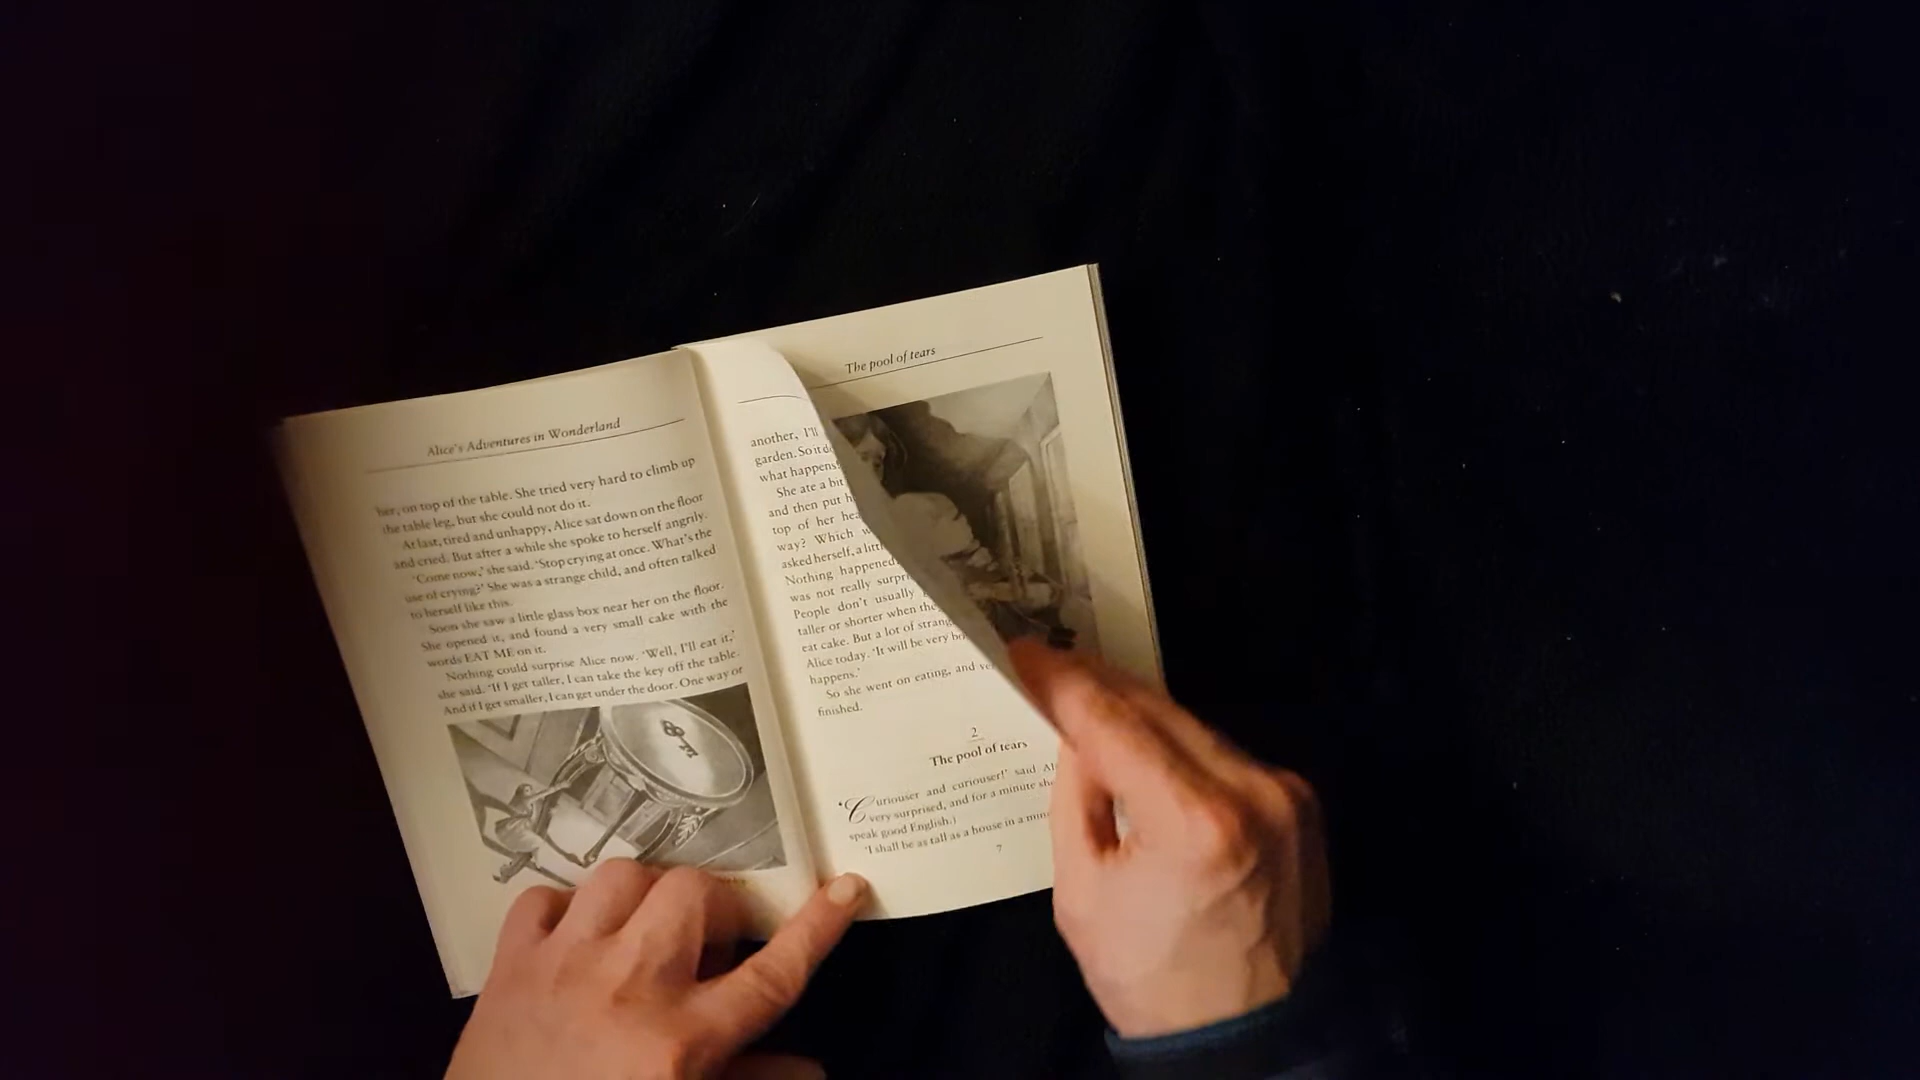 Alice's Adventures in Wonderland
her, on top of the table. She tried very hard to climb up
the table leg, but she could not do it.
At last, tired and unhappy, Alice sat down on the floor
and cried. But after a while she spoke to herself angrily.
'Come now,' she said. 'Stop crying at once. What's the
use of crying?' She was a strange child, and often talked
to herself like this.
Soon she saw a little glass box near her on the floor.
She opened it, and found a very small cake with the
words EAT ME on it.
Nothing could surprise Alice now. 'Well, I'll eat it,'
she said. 'If I get taller, I can take the key off the table.
And if I get smaller, I can get under the door. One way or
another, I'll
garden. So it do
what happens
She ate a bit
and then put h
top of her hea
way? Which w
asked herself, a littl
Nothing happened
was not really surpri
People don't usually
taller or shorter when the
eat cake. But a lot of strang
Alice today. 'It will be very bo
happens.'
So she went on eating, and ve
finished.
2
The pool of tears
'Curiouser and curiouser!' said Al
very surprised, and for a minute she
speak good English.)
'I shall be as tall as a house in a minu
7
The pool of tears